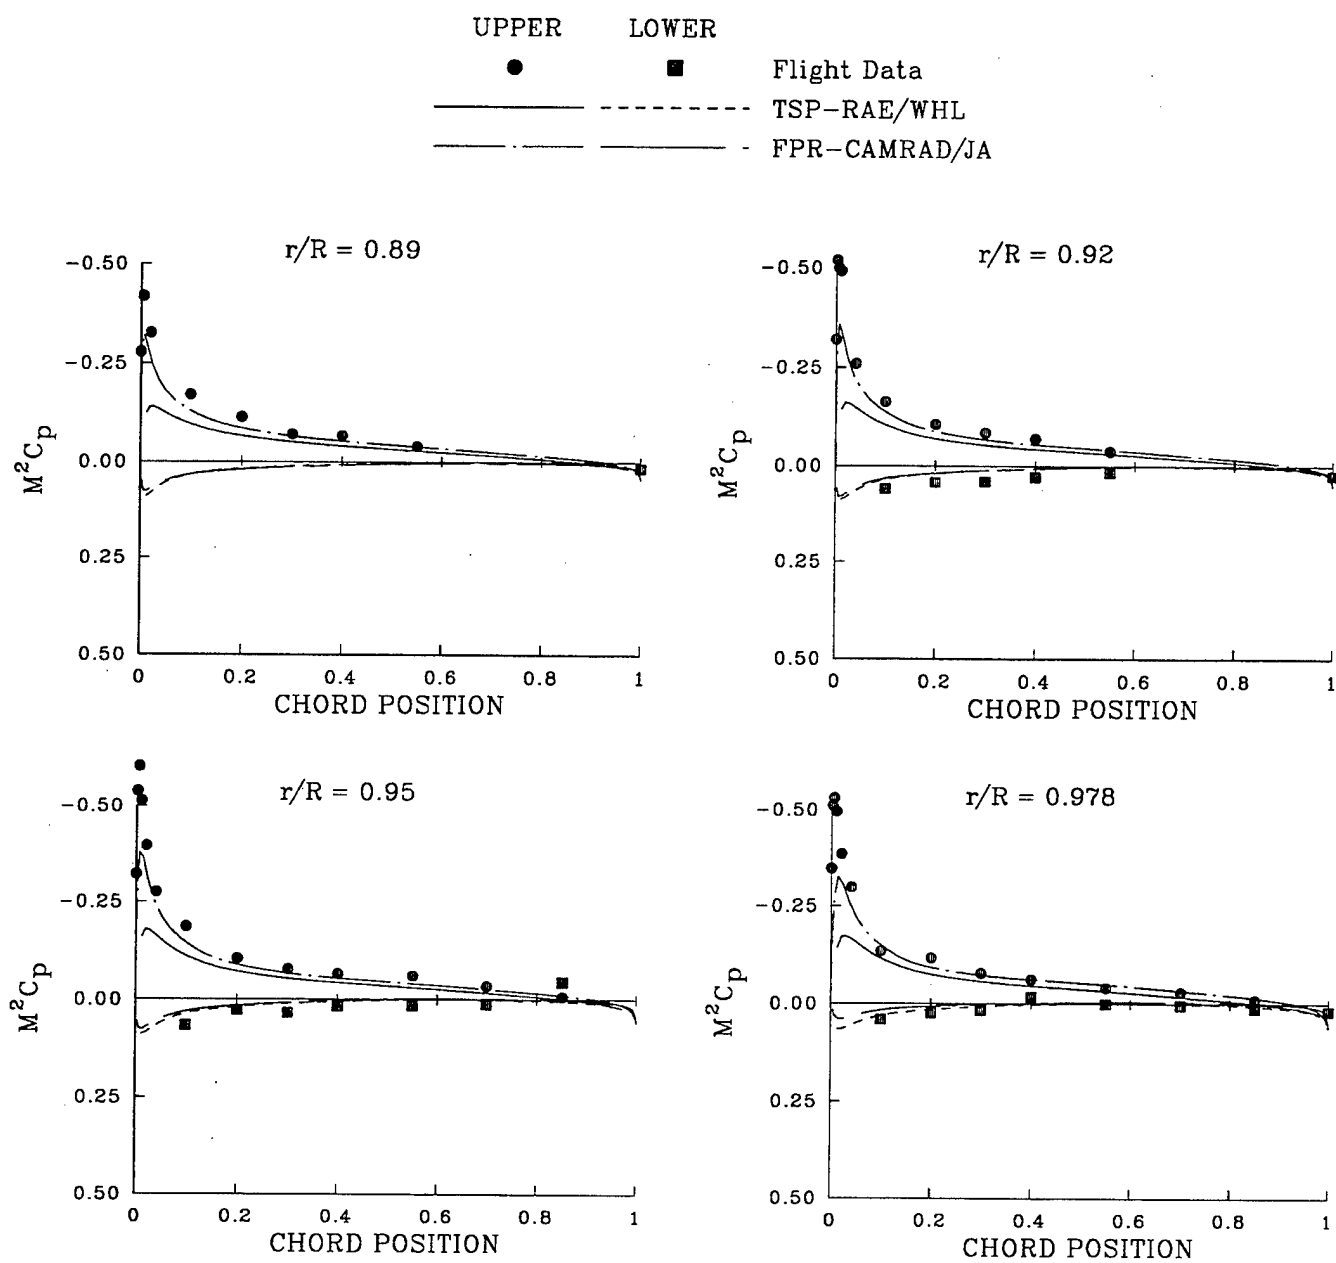 UPPER LOWER
Flight Data
TSP-RAE/WHL
FPR-CAMRAD/JA
r/R = 0.89
-0.50
-0.25
0.00
0.25
0.50
M²Cp
0 0.2 0.4 0.6 0.8 1
CHORD POSITION
r/R = 0.92
-0.50
-0.25
0.00
0.25
0.50
M²Cp
0 0.2 0.4 0.6 0.8 1
CHORD POSITION
r/R = 0.95
-0.50
-0.25
0.00
0.25
0.50
M²Cp
0 0.2 0.4 0.6 0.8 1
CHORD POSITION
r/R = 0.978
-0.50
-0.25
0.00
0.25
0.50
M²Cp
0 0.2 0.4 0.6 0.8 1
CHORD POSITION